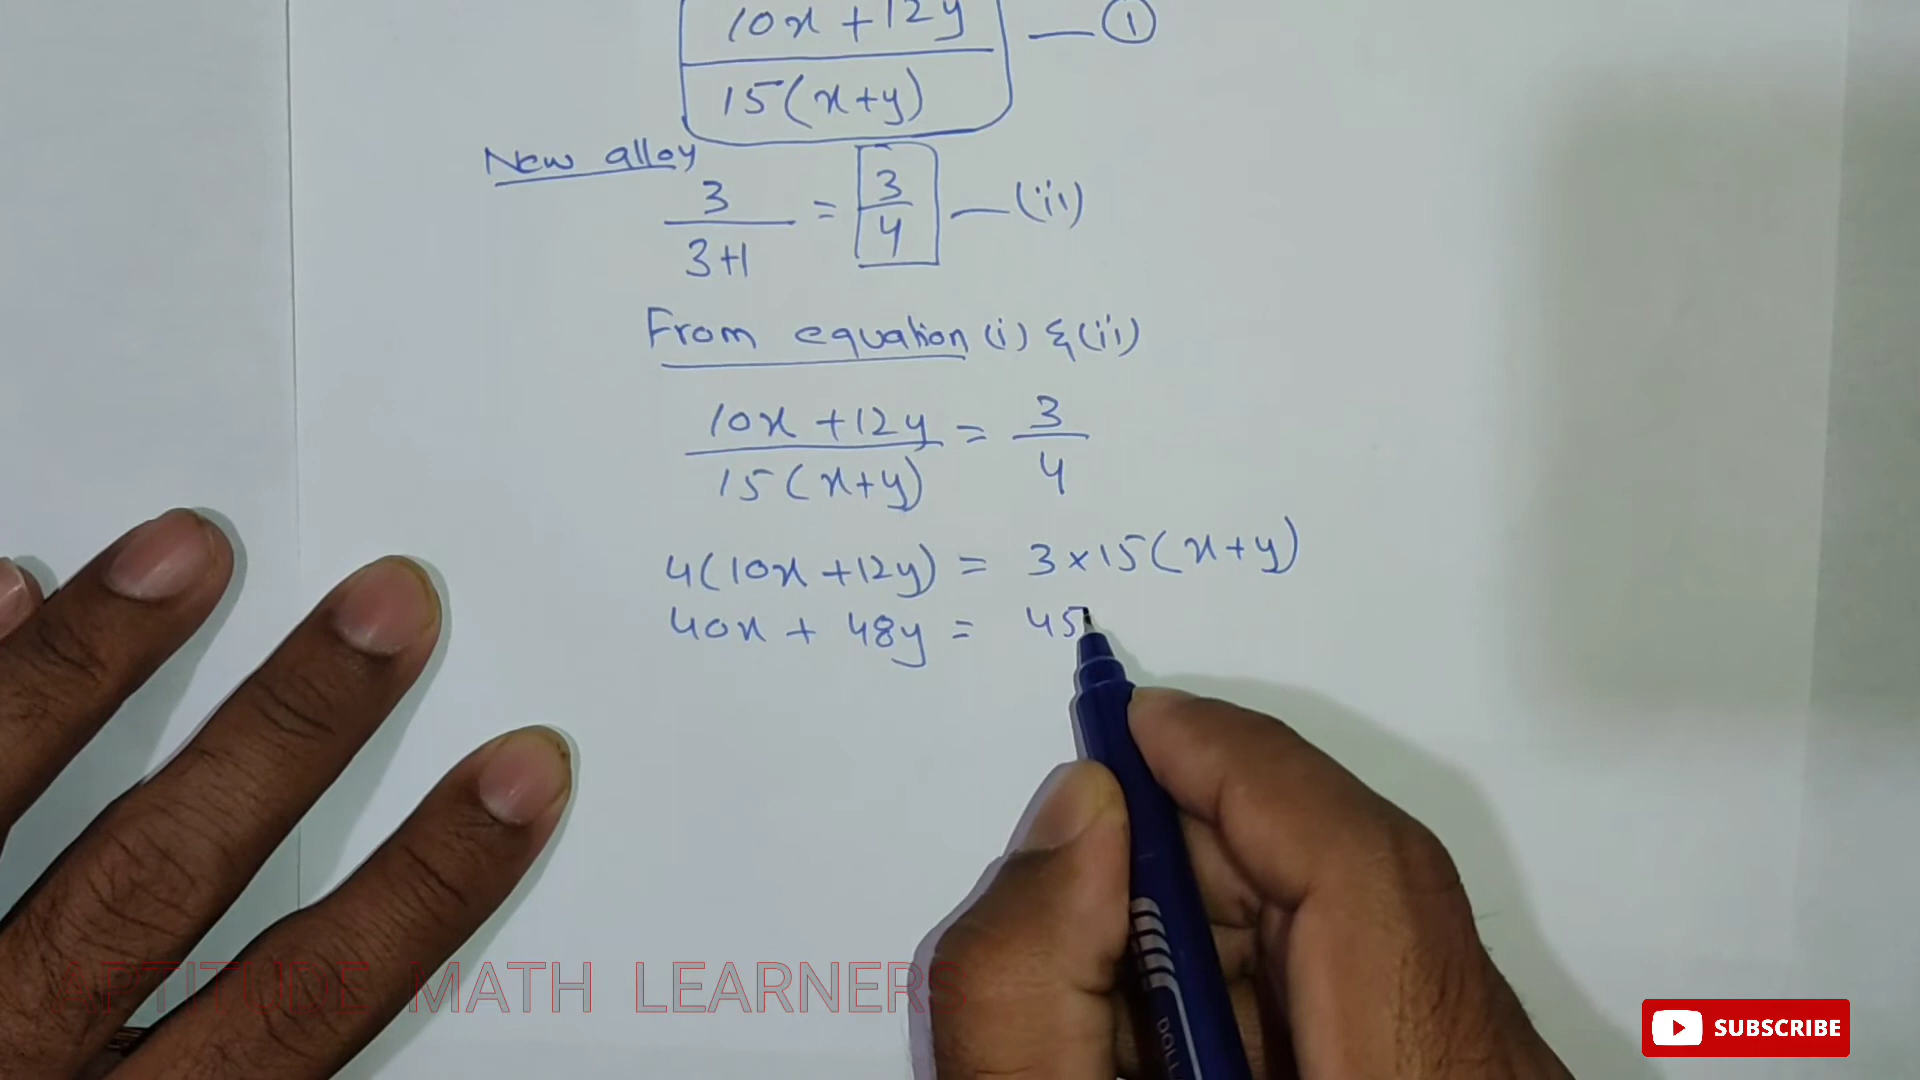 10x + 12y — 1
15(x+y)
New alloy
3/(3+1) = 3/4 — (ii)
From equation (i) & (ii)
(10x + 12y)/(15(x+y)) = 3/4
4(10x + 12y) = 3 × 15(x+y)
40x + 48y = 45
APTITUDE MATH LEARNERS
SUBSCRIBE